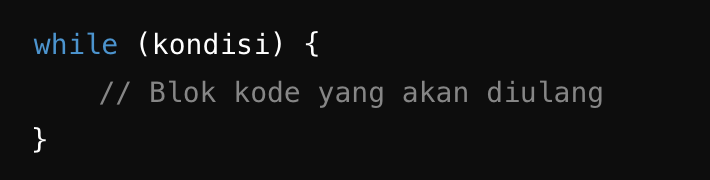 while (kondisi) {
    // Blok kode yang akan diulang
}